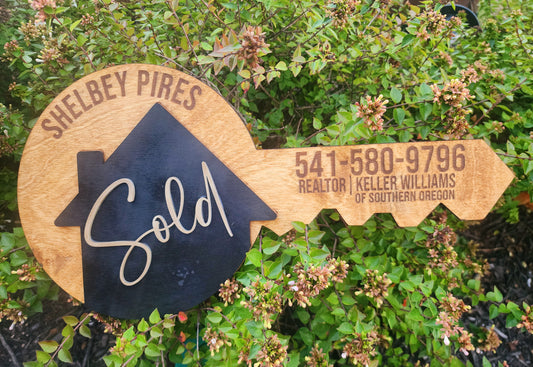 SHELBEY PIRES
Sold
541-580-9796
REALTOR | KELLER WILLIAMS
OF SOUTHERN OREGON